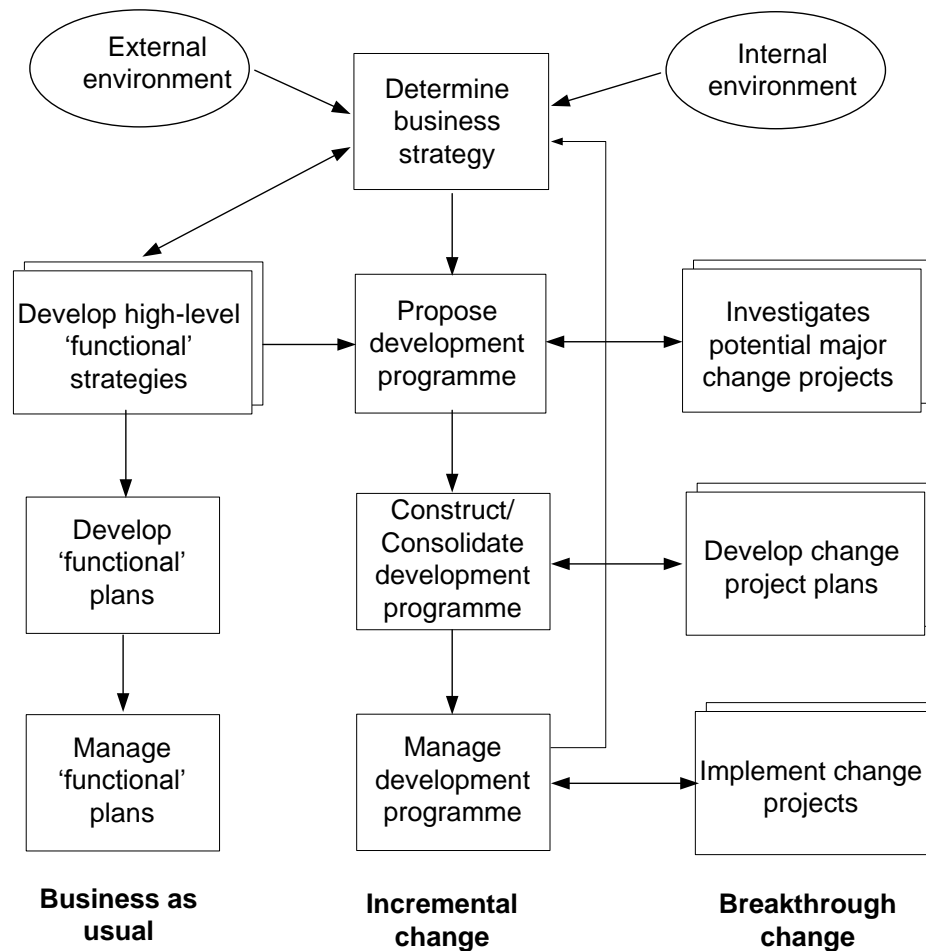 External
environment
Internal
environment
Determine
business
strategy
Develop high-level
‘functional’
strategies
Propose
development
programme
Investigates
potential major
change projects
Develop
‘functional’
plans
Construct/
Consolidate
development
programme
Develop change
project plans
Manage
‘functional’
plans
Manage
development
programme
Implement change
projects
Business as
usual
Incremental
change
Breakthrough
change